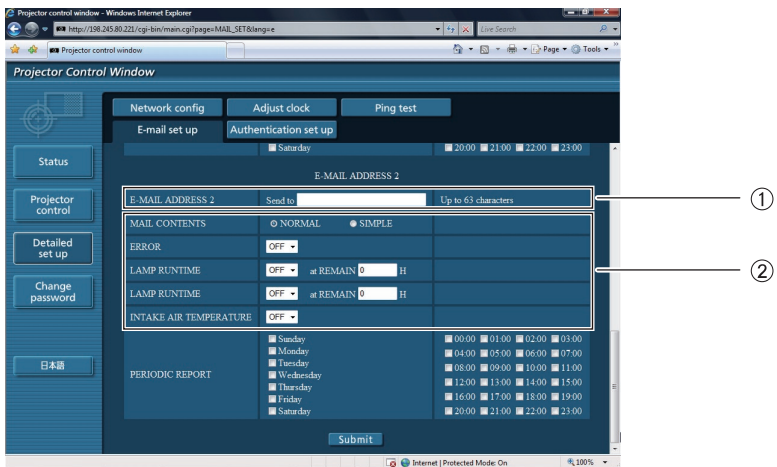 Projector control window - Windows Internet Explorer
http://198.245.80.221/cgi-bin/main.cgi?page=MAIL_SET&lang=e
Live Search
Projector control window
Page Tools
Projector Control Window
Network config Adjust clock Ping test
E-mail set up Authentication set up
Saturday 20:00 21:00 22:00 23:00
Status
E-MAIL ADDRESS 2
E-MAIL ADDRESS 2 Send to Up to 63 characters
①
Projector control
MAIL CONTENTS NORMAL SIMPLE
ERROR OFF
Detailed set up
LAMP RUNTIME OFF at REMAIN 0 H
②
LAMP RUNTIME OFF at REMAIN 0 H
Change password
INTAKE AIR TEMPERATURE OFF
Sunday 00:00 01:00 02:00 03:00
Monday 04:00 05:00 06:00 07:00
日本語
Tuesday 08:00 09:00 10:00 11:00
PERIODIC REPORT Wednesday
Thursday 12:00 13:00 14:00 15:00
Friday 16:00 17:00 18:00 19:00
Saturday 20:00 21:00 22:00 23:00
Submit
Internet | Protected Mode: On 100%